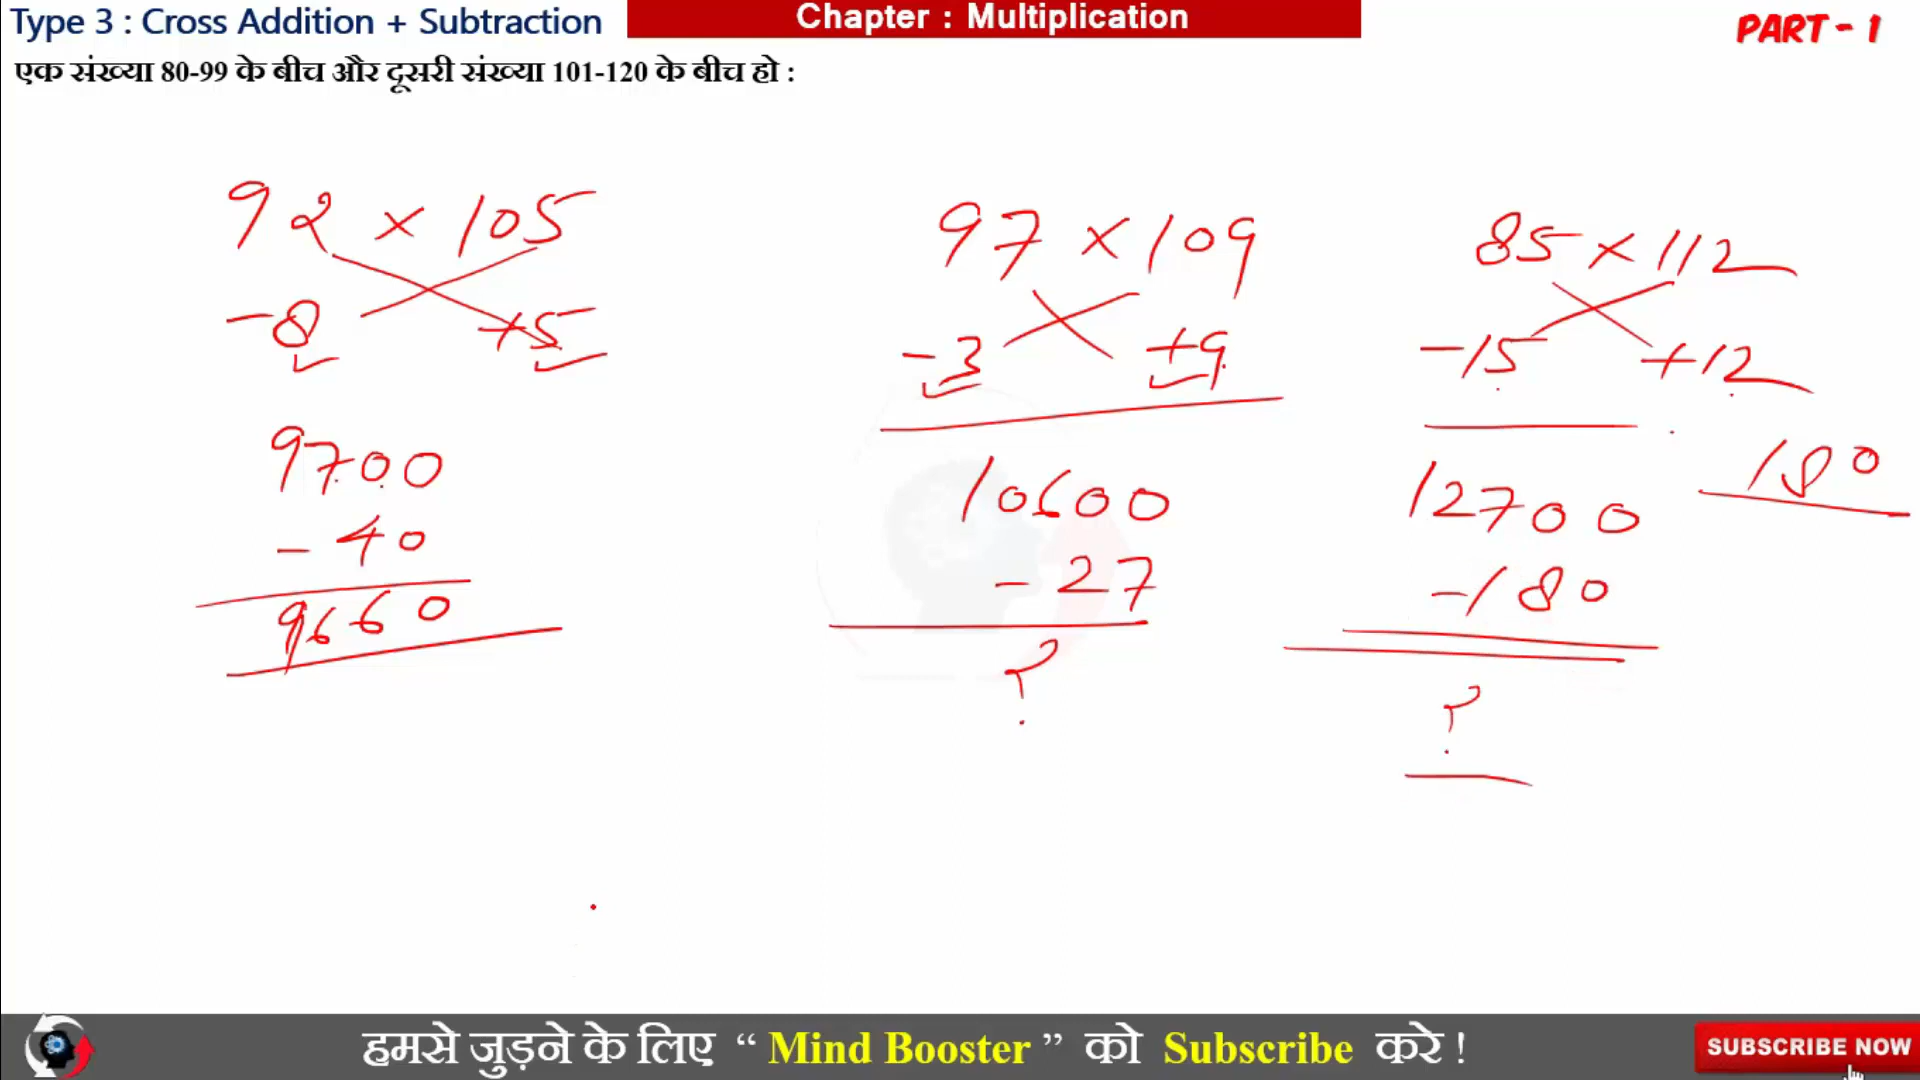 Type 3 : Cross Addition + Subtraction
Chapter : Multiplication
PART - 1
एक संख्या 80-99 के बीच और दूसरी संख्या 101-120 के बीच हो :
92 × 105
-8 +5
9700
- 40
9660
97 × 109
-3 +9
10600
- 27
?
85 × 112
-15 +12
180
12700
-180
?
हमसे जुड़ने के लिए “ Mind Booster ” को Subscribe करे !
SUBSCRIBE NOW